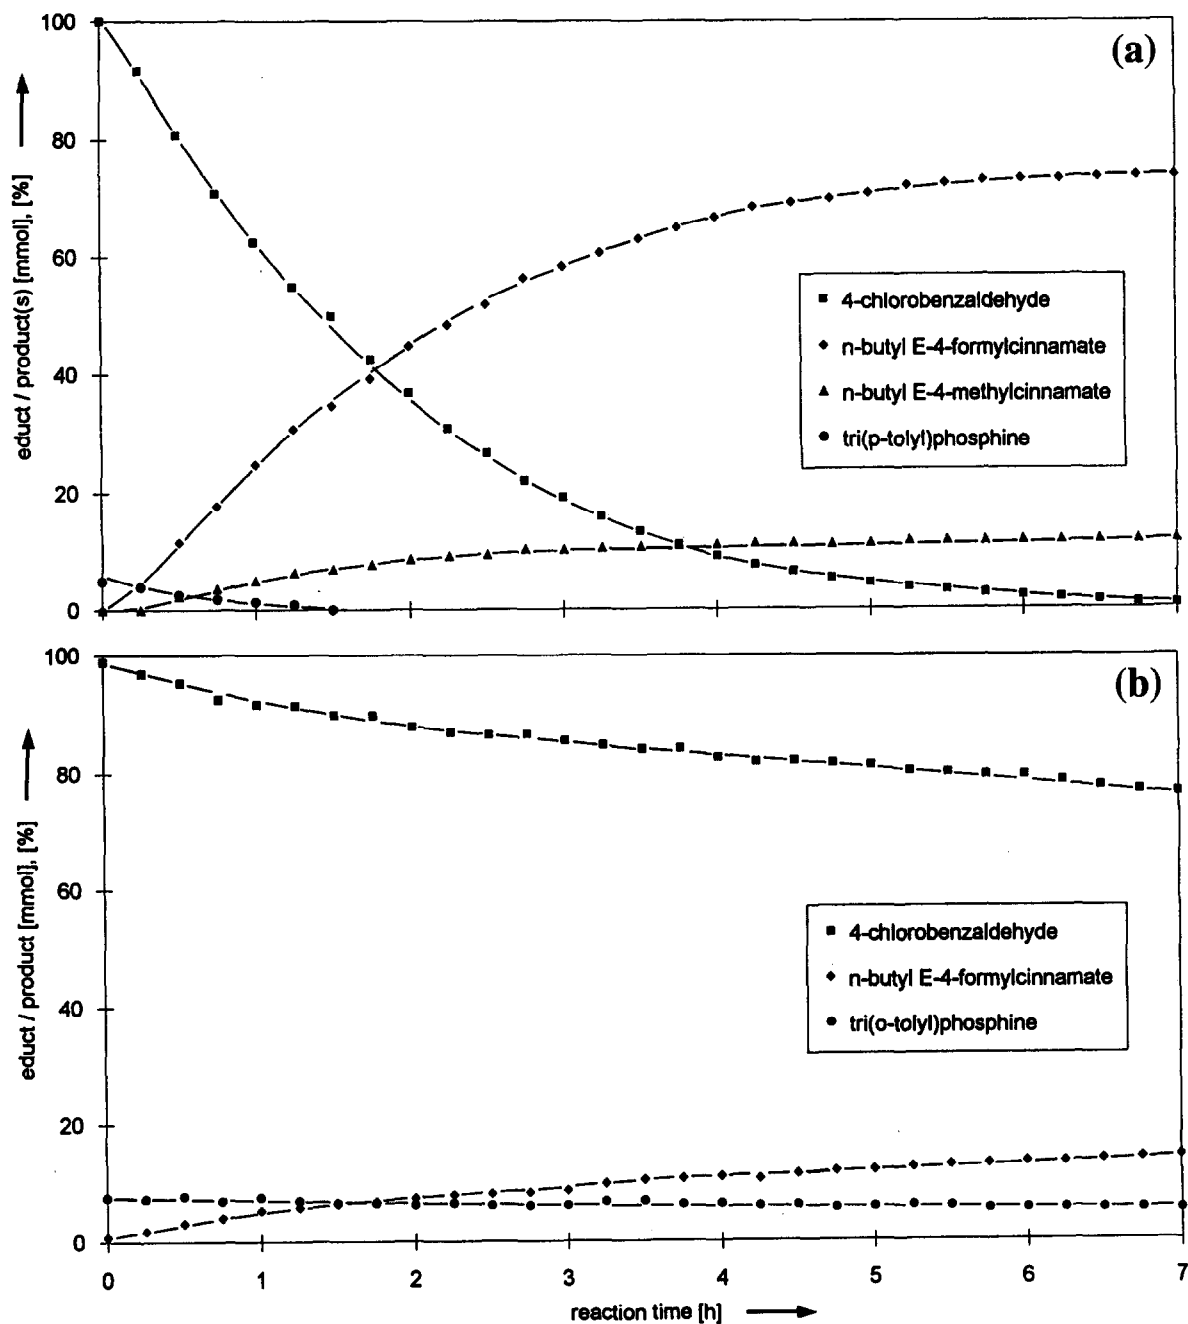 (a)
educt / product(s) [mmol], [%]
100
80
60
40
20
0
4-chlorobenzaldehyde
n-butyl E-4-formylcinnamate
n-butyl E-4-methylcinnamate
tri(p-tolyl)phosphine
(b)
educt / product [mmol], [%]
100
80
60
40
20
0
4-chlorobenzaldehyde
n-butyl E-4-formylcinnamate
tri(o-tolyl)phosphine
0 1 2 3 4 5 6 7
reaction time [h]